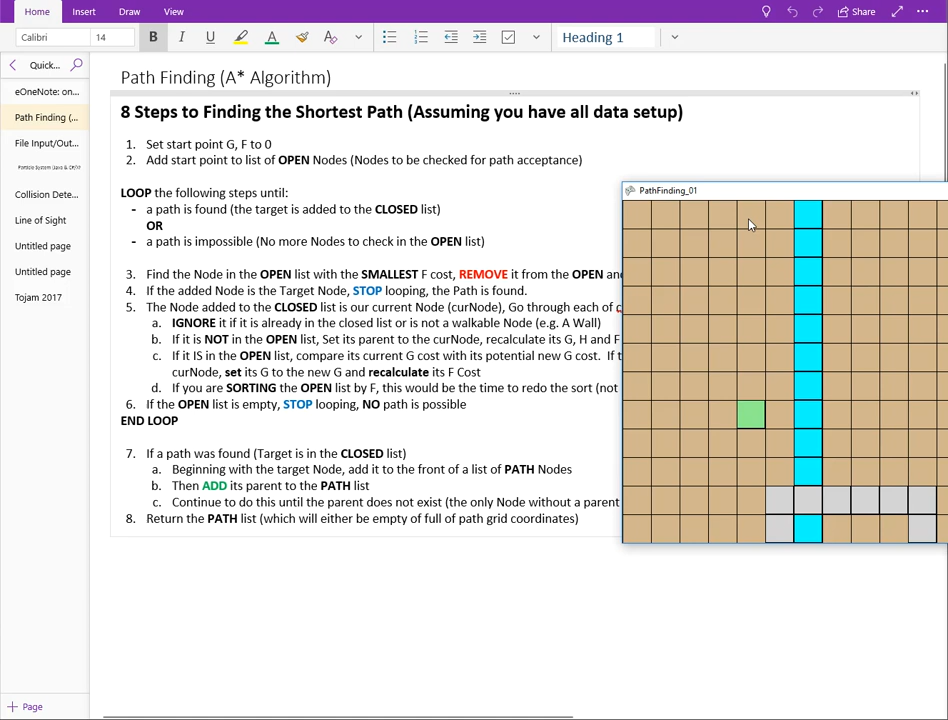 Home Insert Draw View
Share
Calibri 14 B I U A A Heading 1
Quick...
eOneNote: on...
Path Finding (...
File Input/Out...
Particle System (Java & C#/X
Collision Dete...
Line of Sight
Untitled page
Untitled page
Tojam 2017
Page
Path Finding (A* Algorithm)
8 Steps to Finding the Shortest Path (Assuming you have all data setup)
1. Set start point G, F to 0
2. Add start point to list of OPEN Nodes (Nodes to be checked for path acceptance)
LOOP the following steps until:
- a path is found (the target is added to the CLOSED list)
OR
- a path is impossible (No more Nodes to check in the OPEN list)
3. Find the Node in the OPEN list with the SMALLEST F cost, REMOVE it from the OPEN and
4. If the added Node is the Target Node, STOP looping, the Path is found.
5. The Node added to the CLOSED list is our current Node (curNode), Go through each of
a. IGNORE it if it is already in the closed list or is not a walkable Node (e.g. A Wall)
b. If it is NOT in the OPEN list, Set its parent to the curNode, recalculate its G, H and F
c. If it IS in the OPEN list, compare its current G cost with its potential new G cost. If
curNode, set its G to the new G and recalculate its F Cost
d. If you are SORTING the OPEN list by F, this would be the time to redo the sort (not
6. If the OPEN list is empty, STOP looping, NO path is possible
END LOOP
7. If a path was found (Target is in the CLOSED list)
a. Beginning with the target Node, add it to the front of a list of PATH Nodes
b. Then ADD its parent to the PATH list
c. Continue to do this until the parent does not exist (the only Node without a parent
8. Return the PATH list (which will either be empty of full of path grid coordinates)
PathFinding_01